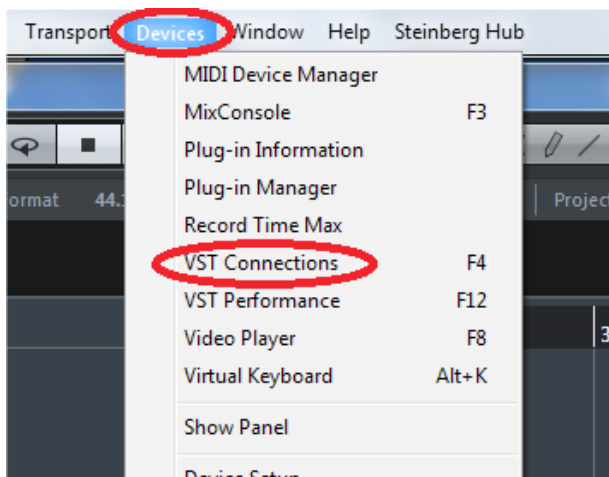 Transport Devices Window Help Steinberg Hub
MIDI Device Manager
MixConsole F3
Plug-in Information
Plug-in Manager
ormat 44.
Projec
Record Time Max
VST Connections F4
VST Performance F12
Video Player F8
3
Virtual Keyboard Alt+K
Show Panel
Device Setup